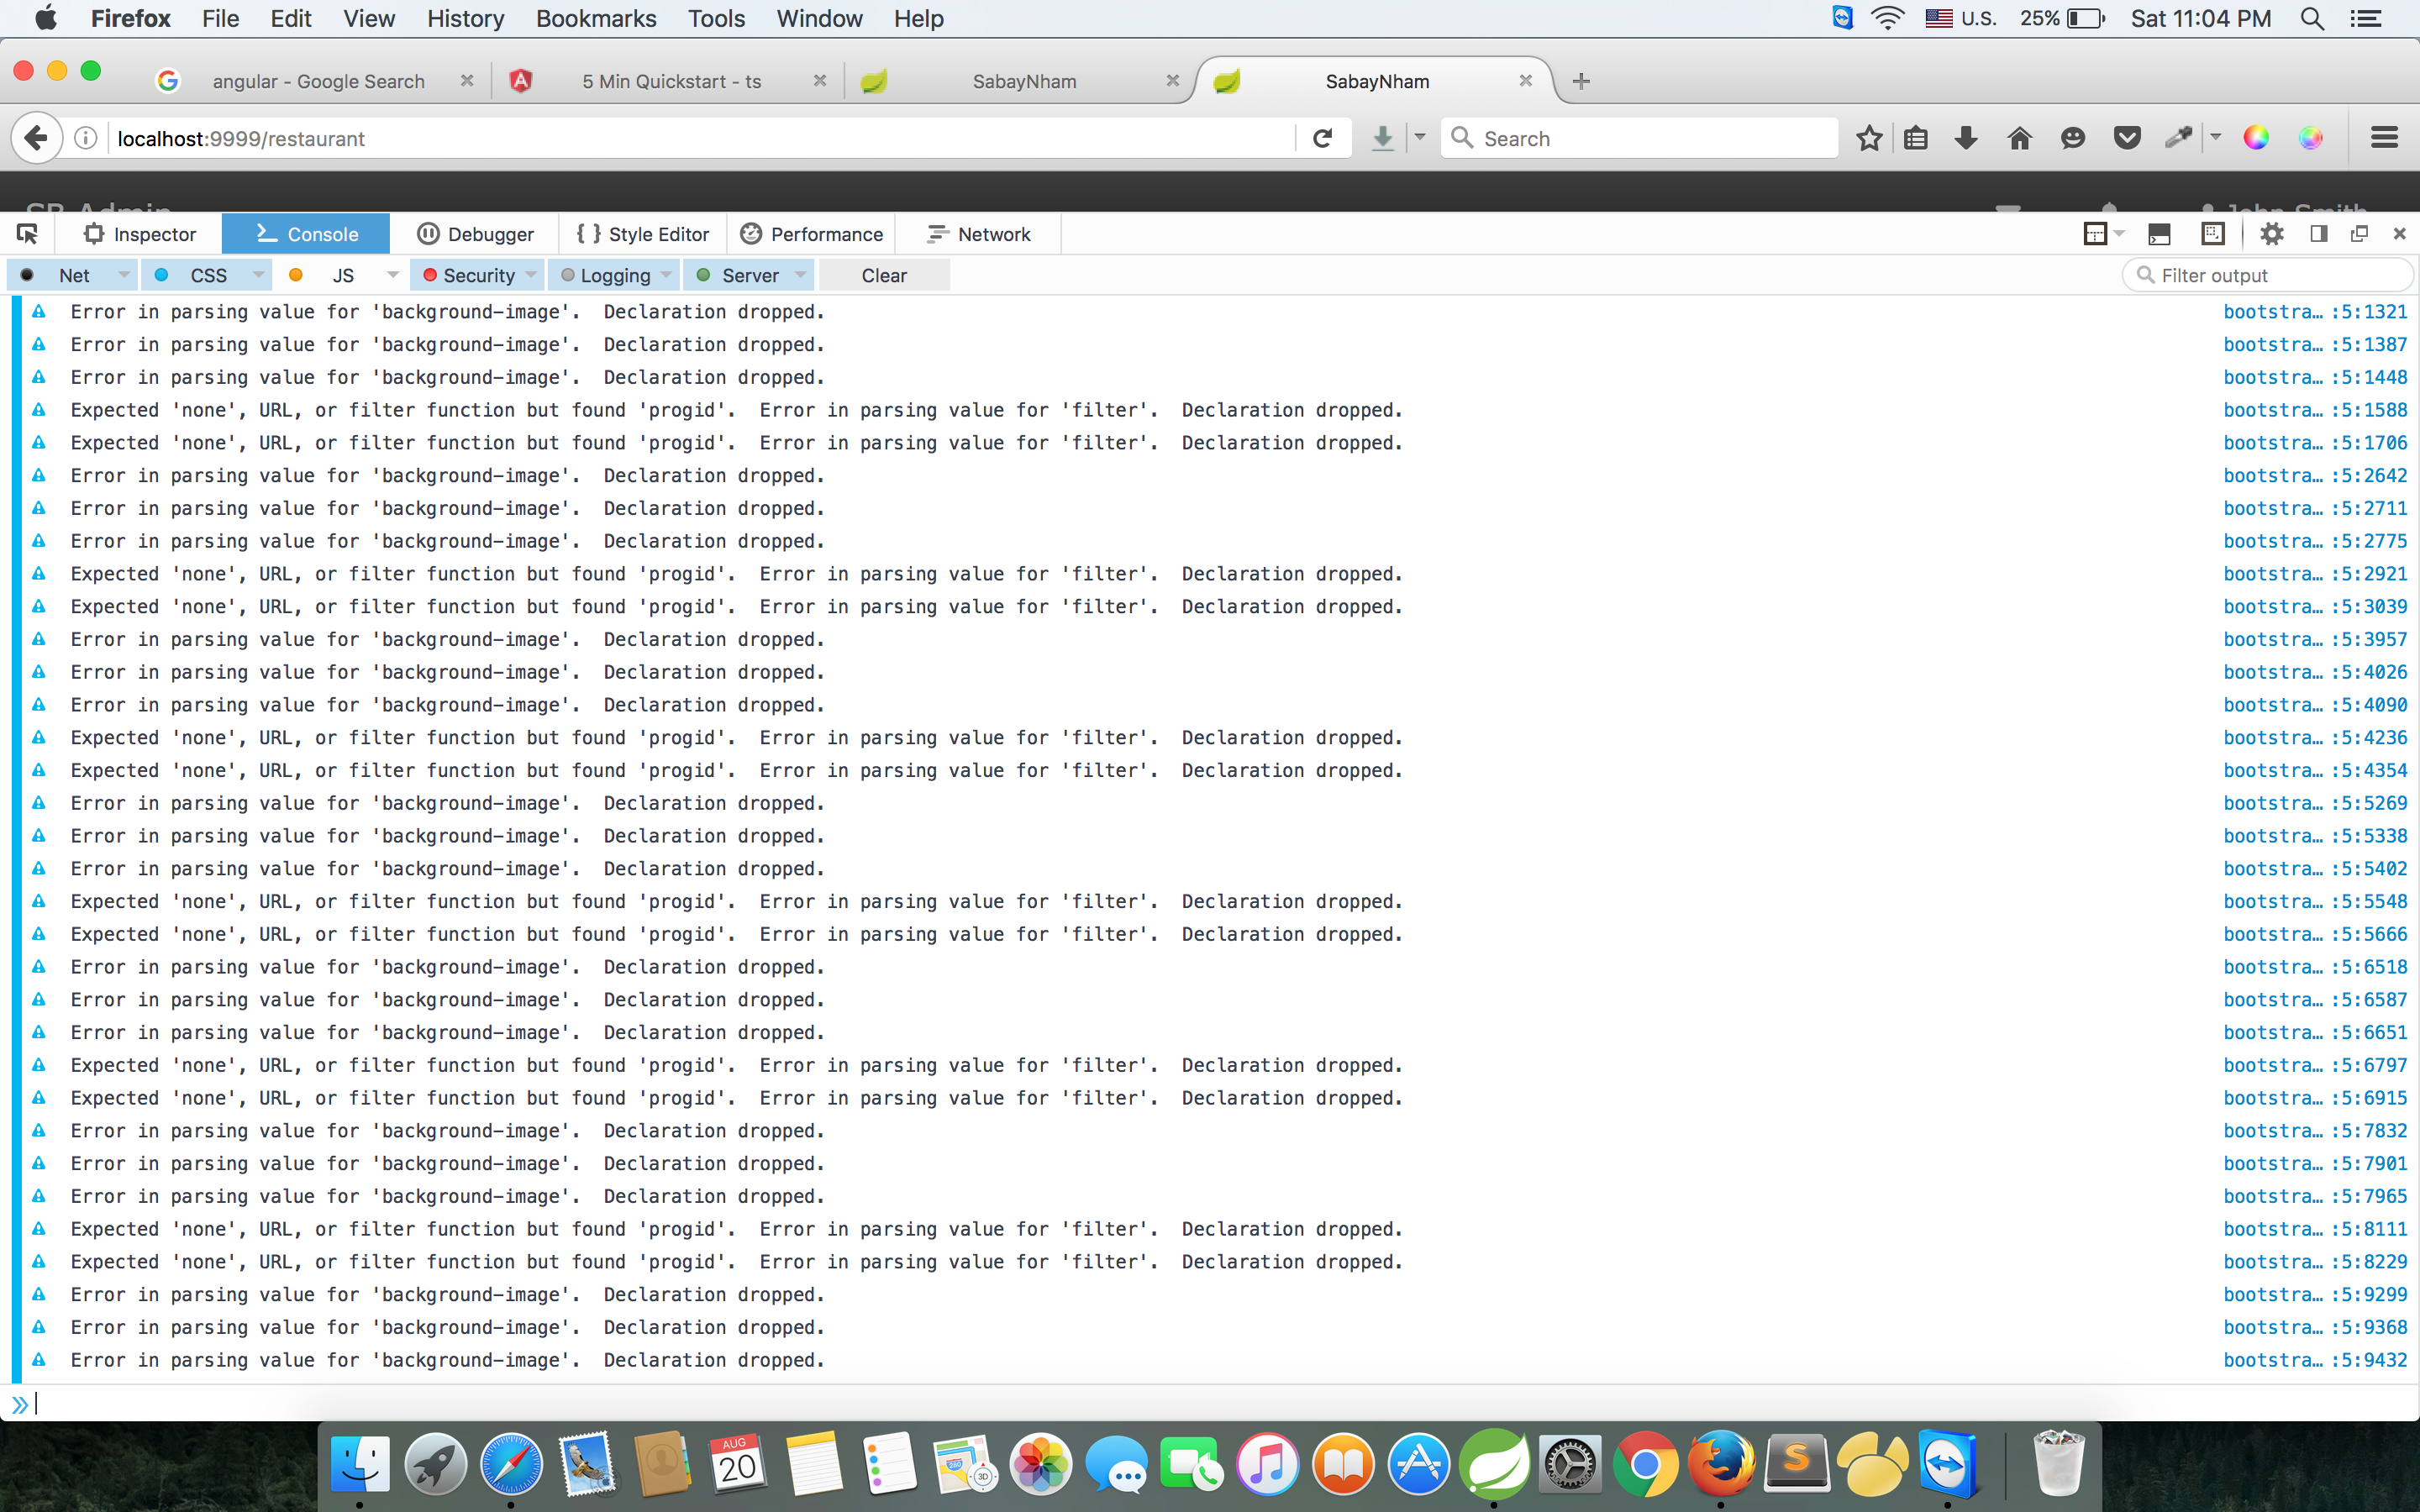 Firefox File Edit View History Bookmarks Tools Window Help U.S. 25% Sat 11:04 PM
angular - Google Search 5 Min Quickstart - ts SabayNham SabayNham
localhost:9999/restaurant Search
SB Admin John Smith
Inspector Console Debugger Style Editor Performance Network
Net CSS JS Security Logging Server Clear Filter output
Error in parsing value for 'background-image'. Declaration dropped. bootstra… :5:1321
Error in parsing value for 'background-image'. Declaration dropped. bootstra… :5:1387
Error in parsing value for 'background-image'. Declaration dropped. bootstra… :5:1448
Expected 'none', URL, or filter function but found 'progid'. Error in parsing value for 'filter'. Declaration dropped. bootstra… :5:1588
Expected 'none', URL, or filter function but found 'progid'. Error in parsing value for 'filter'. Declaration dropped. bootstra… :5:1706
Error in parsing value for 'background-image'. Declaration dropped. bootstra… :5:2642
Error in parsing value for 'background-image'. Declaration dropped. bootstra… :5:2711
Error in parsing value for 'background-image'. Declaration dropped. bootstra… :5:2775
Expected 'none', URL, or filter function but found 'progid'. Error in parsing value for 'filter'. Declaration dropped. bootstra… :5:2921
Expected 'none', URL, or filter function but found 'progid'. Error in parsing value for 'filter'. Declaration dropped. bootstra… :5:3039
Error in parsing value for 'background-image'. Declaration dropped. bootstra… :5:3957
Error in parsing value for 'background-image'. Declaration dropped. bootstra… :5:4026
Error in parsing value for 'background-image'. Declaration dropped. bootstra… :5:4090
Expected 'none', URL, or filter function but found 'progid'. Error in parsing value for 'filter'. Declaration dropped. bootstra… :5:4236
Expected 'none', URL, or filter function but found 'progid'. Error in parsing value for 'filter'. Declaration dropped. bootstra… :5:4354
Error in parsing value for 'background-image'. Declaration dropped. bootstra… :5:5269
Error in parsing value for 'background-image'. Declaration dropped. bootstra… :5:5338
Error in parsing value for 'background-image'. Declaration dropped. bootstra… :5:5402
Expected 'none', URL, or filter function but found 'progid'. Error in parsing value for 'filter'. Declaration dropped. bootstra… :5:5548
Expected 'none', URL, or filter function but found 'progid'. Error in parsing value for 'filter'. Declaration dropped. bootstra… :5:5666
Error in parsing value for 'background-image'. Declaration dropped. bootstra… :5:6518
Error in parsing value for 'background-image'. Declaration dropped. bootstra… :5:6587
Error in parsing value for 'background-image'. Declaration dropped. bootstra… :5:6651
Expected 'none', URL, or filter function but found 'progid'. Error in parsing value for 'filter'. Declaration dropped. bootstra… :5:6797
Expected 'none', URL, or filter function but found 'progid'. Error in parsing value for 'filter'. Declaration dropped. bootstra… :5:6915
Error in parsing value for 'background-image'. Declaration dropped. bootstra… :5:7832
Error in parsing value for 'background-image'. Declaration dropped. bootstra… :5:7901
Error in parsing value for 'background-image'. Declaration dropped. bootstra… :5:7965
Expected 'none', URL, or filter function but found 'progid'. Error in parsing value for 'filter'. Declaration dropped. bootstra… :5:8111
Expected 'none', URL, or filter function but found 'progid'. Error in parsing value for 'filter'. Declaration dropped. bootstra… :5:8229
Error in parsing value for 'background-image'. Declaration dropped. bootstra… :5:9299
Error in parsing value for 'background-image'. Declaration dropped. bootstra… :5:9368
Error in parsing value for 'background-image'. Declaration dropped. bootstra… :5:9432
AUG
20
280
3D
S